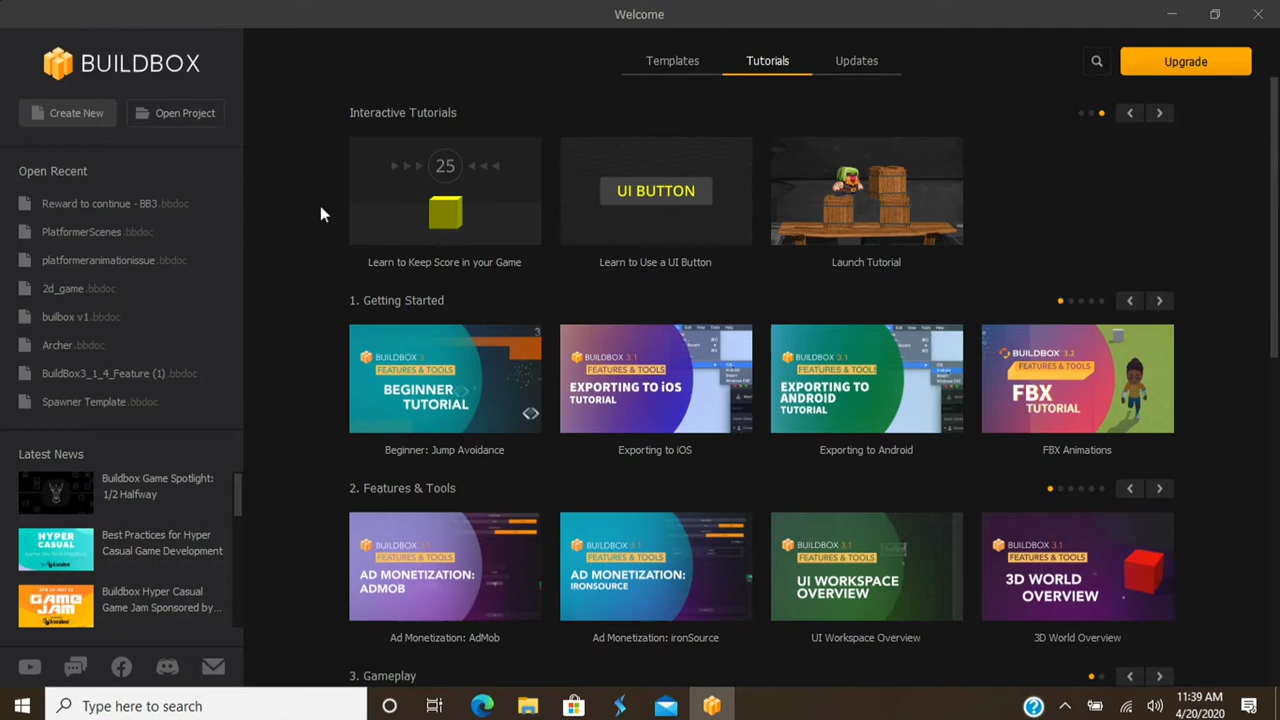 Welcome
BUILDBOX
Templates
Tutorials
Updates
Upgrade
Create New
Open Project
Open Recent
Reward to continue - BB3.bbdoc
PlatformerScenes.bbdoc
platformeranimationissue.bbdoc
2d_game.bbdoc
builbox v1.bbdoc
Archer.bbdoc
BuildBox3_1_4_Feature (1).bbdoc
Spawner Template.bbdoc
Latest News
Buildbox Game Spotlight:
1/2 Halfway
HYPER
CASUAL
Best Practices for Hyper
Casual Game Development
GAME
JAM
Buildbox Hyper Casual
Game Jam Sponsored by...
Interactive Tutorials
25
UI BUTTON
Learn to Keep Score in your Game
Learn to Use a UI Button
Launch Tutorial
1. Getting Started
BUILDBOX 3
FEATURES & TOOLS
BEGINNER
TUTORIAL
3
BUILDBOX 3.1
FEATURES & TOOLS
EXPORTING TO iOS
TUTORIAL
BUILDBOX 3.1
FEATURES & TOOLS
EXPORTING TO
ANDROID
TUTORIAL
BUILDBOX 3.2
FEATURES & TOOLS
FBX
TUTORIAL
Beginner: Jump Avoidance
Exporting to iOS
Exporting to Android
FBX Animations
2. Features & Tools
BUILDBOX 3.1
FEATURES & TOOLS
AD MONETIZATION:
ADMOB
BUILDBOX 3.1
FEATURES & TOOLS
AD MONETIZATION:
IRONSOURCE
BUILDBOX 3.1
FEATURES & TOOLS
UI WORKSPACE
OVERVIEW
BUILDBOX 3.1
FEATURES & TOOLS
3D WORLD
OVERVIEW
Ad Monetization: AdMob
Ad Monetization: ironSource
UI Workspace Overview
3D World Overview
3. Gameplay
Type here to search
11:39 AM
4/20/2020